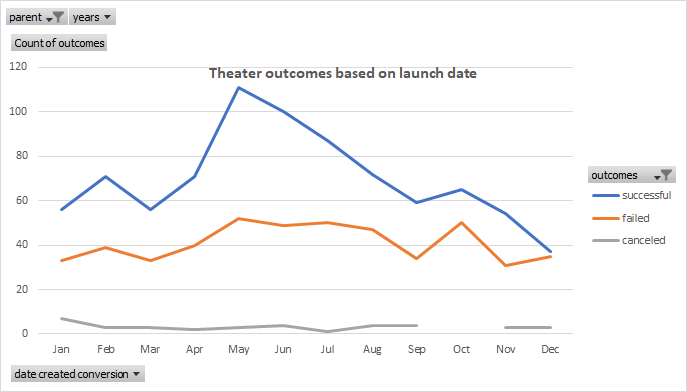 parent years
Count of outcomes
Theater outcomes based on launch date
120
100
80
60
40
20
0
Jan Feb Mar Apr May Jun Jul Aug Sep Oct Nov Dec
outcomes
successful
failed
canceled
date created conversion